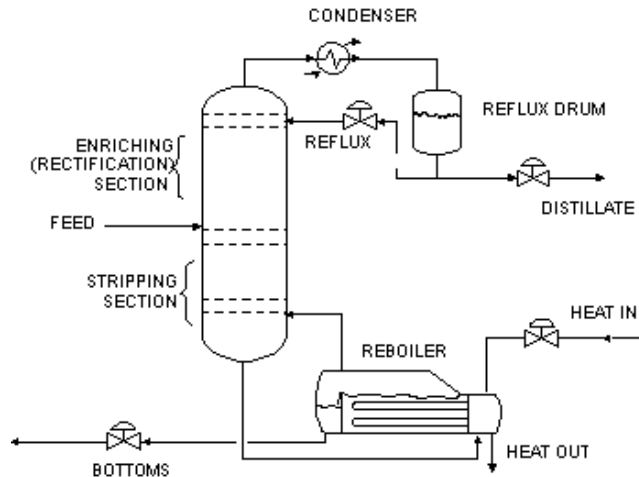 CONDENSER
REFLUX DRUM
ENRICHING
(RECTIFICATION)
SECTION
REFLUX
DISTILLATE
FEED
STRIPPING
SECTION
HEAT IN
REBOILER
HEAT OUT
BOTTOMS